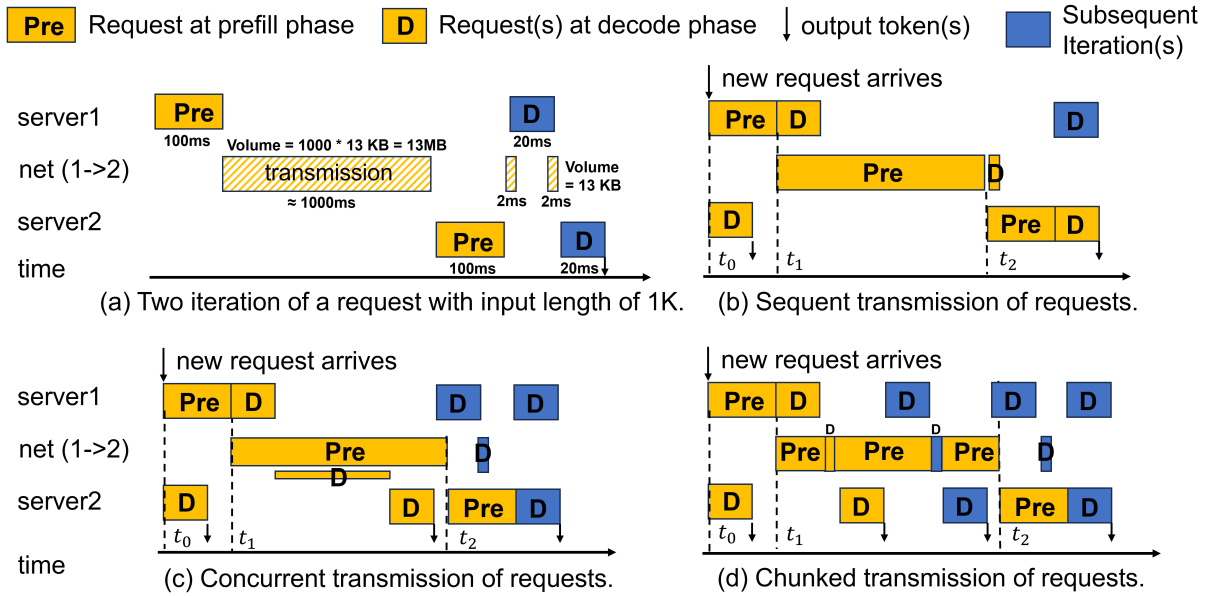 Pre Request at prefill phase D Request(s) at decode phase output token(s) Subsequent
Iteration(s)
server1
net (1->2)
server2
time
Pre
100ms
Volume = 1000 * 13 KB = 13MB
transmission
≈ 1000ms
Pre
100ms
D
20ms
2ms
2ms
Volume
= 13 KB
D
20ms
(a) Two iteration of a request with input length of 1K.
new request arrives
Pre D D
Pre D
D Pre D
t0 t1 t2
(b) Sequent transmission of requests.
server1
net (1->2)
server2
time
new request arrives
Pre D D D
Pre D
D
D D Pre D
t0 t1 t2
(c) Concurrent transmission of requests.
new request arrives
Pre D D D D
D D
Pre Pre Pre D
D D D Pre D
t0 t1 t2
(d) Chunked transmission of requests.